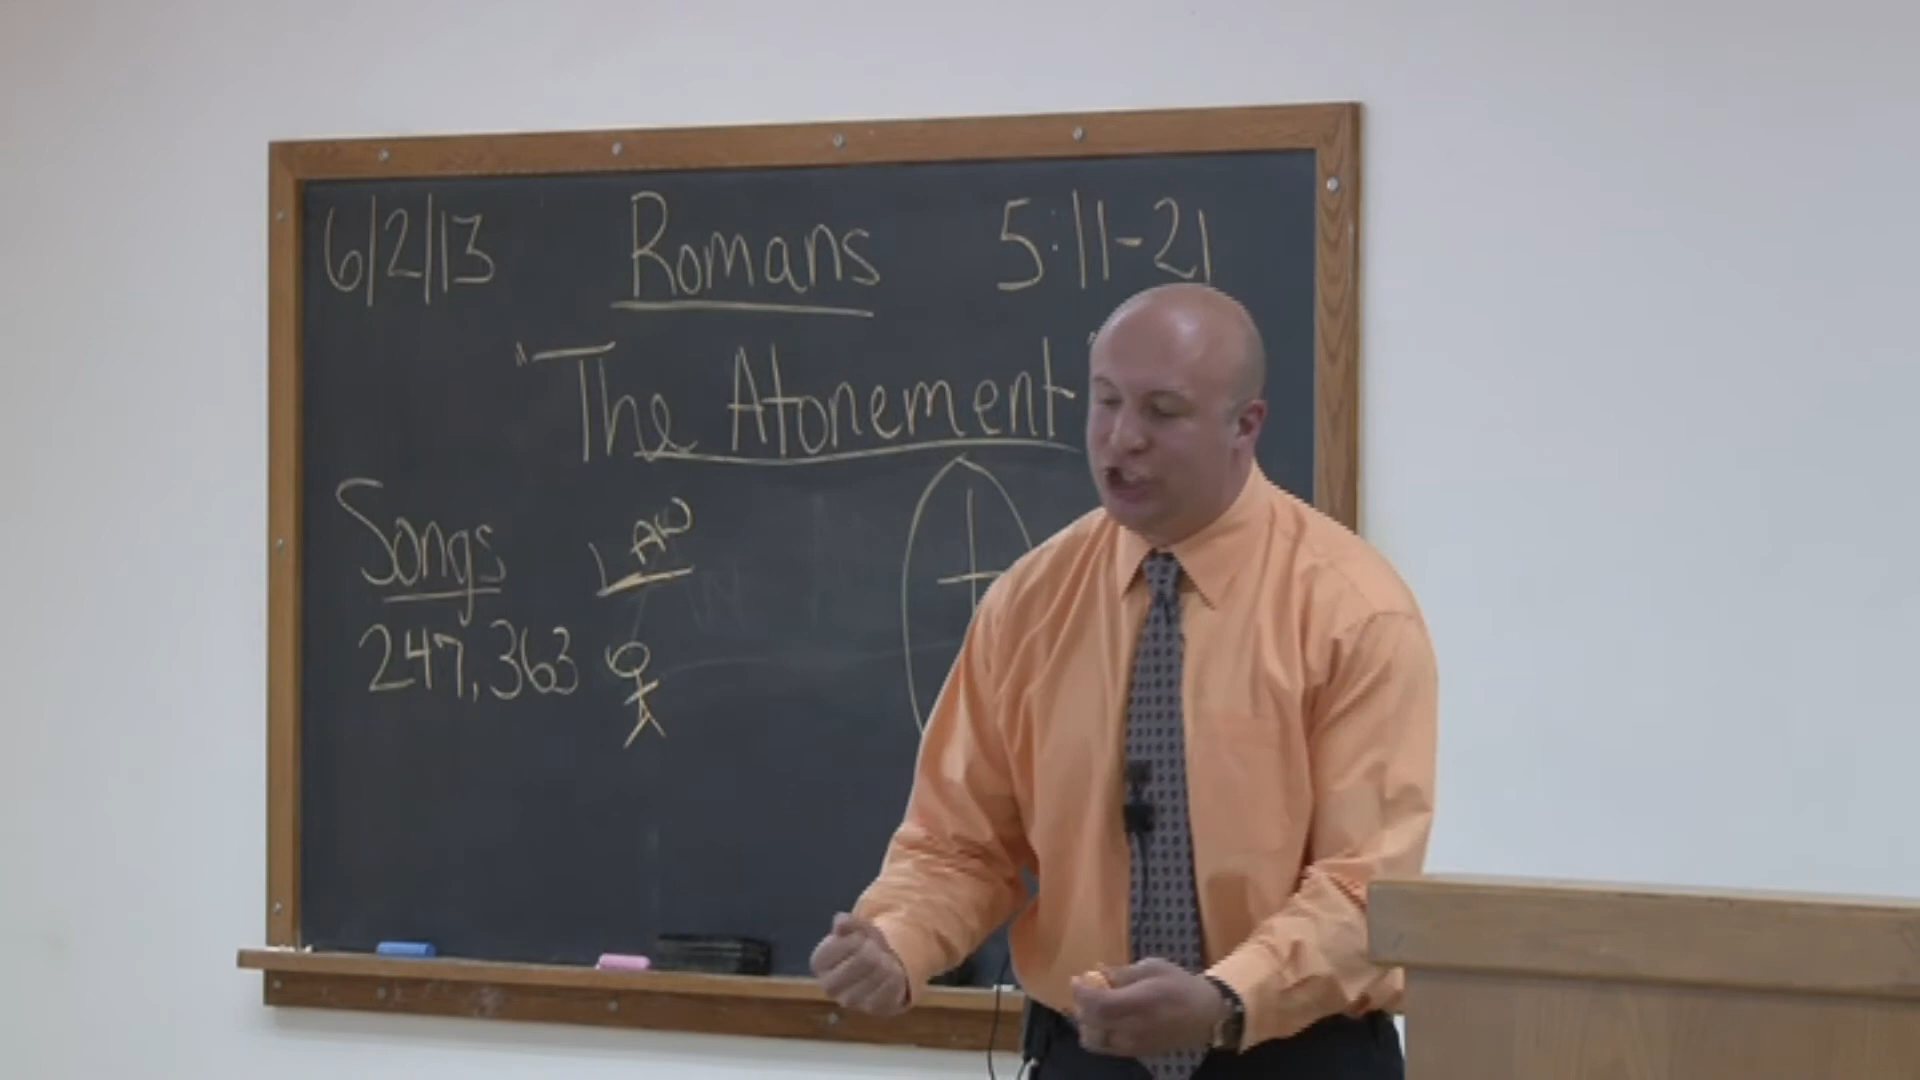 6/2/13 Romans 5:11-21
"The Atonement"
Songs
LAW
247, 363